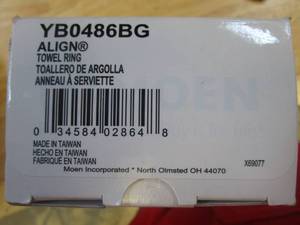 YB0486BG
ALIGN®
TOWEL RING
TOALLERO DE ARGOLLA
ANNEAU À SERVIETTE
MOEN
0 34584 02864 8
MADE IN TAIWAN
HECHO EN TAIWAN
FABRIQUÉ EN TAIWAN
X69077
Moen Incorporated * North Olmsted OH 44070